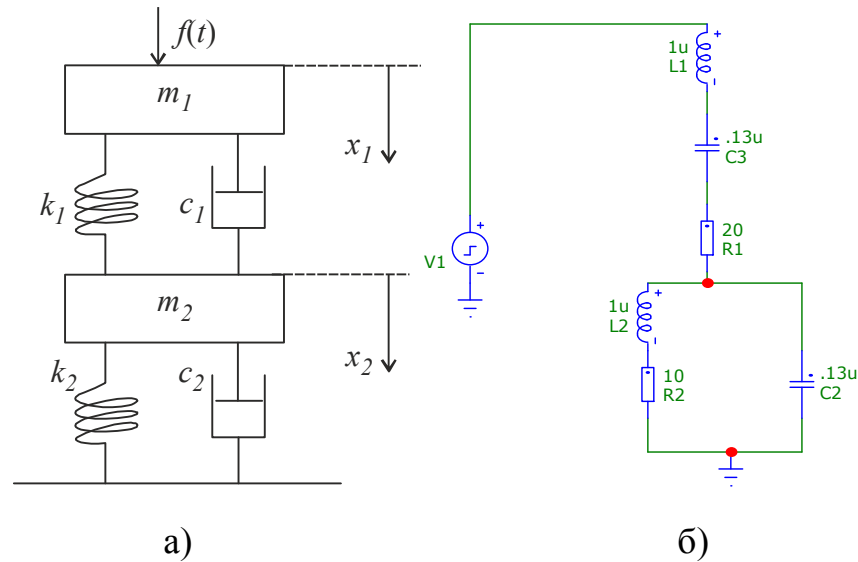 f(t)
m₁
x₁
k₁
c₁
m₂
x₂
k₂
c₂
а)
1u
L1
.13u
C3
20
R1
V1
1u
L2
10
R2
.13u
C2
б)